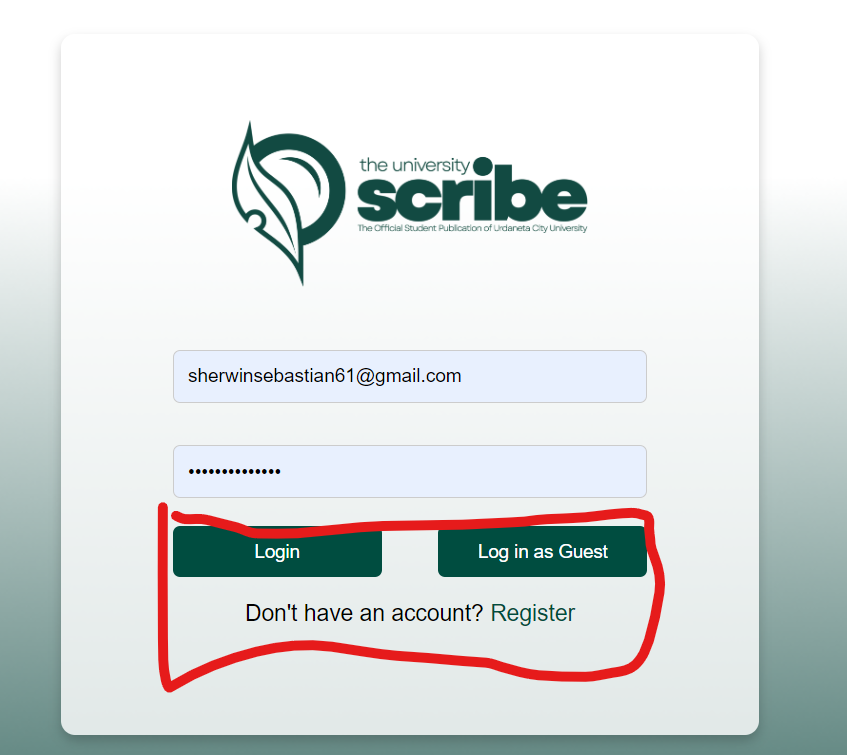 the university
scribe
The Official Student Publication of Urdaneta City University
sherwinsebastian61@gmail.com
••••••••••••••
Login
Log in as Guest
Don't have an account? Register